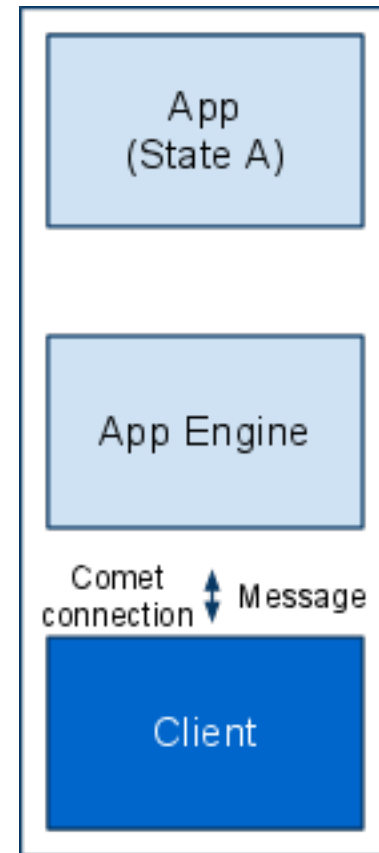 App
(State A)
App Engine
Comet
connection
Message
Client